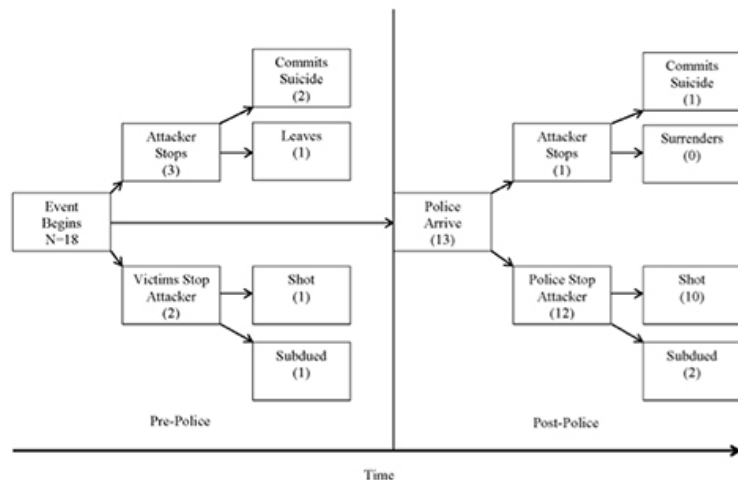 Event
Begins
N=18
Attacker
Stops
(3)
Commits
Suicide
(2)
Leaves
(1)
Victims Stop
Attacker
(2)
Shot
(1)
Subdued
(1)
Pre-Police
Police
Arrive
(13)
Attacker
Stops
(1)
Commits
Suicide
(1)
Surrenders
(0)
Police Stop
Attacker
(12)
Shot
(10)
Subdued
(2)
Post-Police
Time